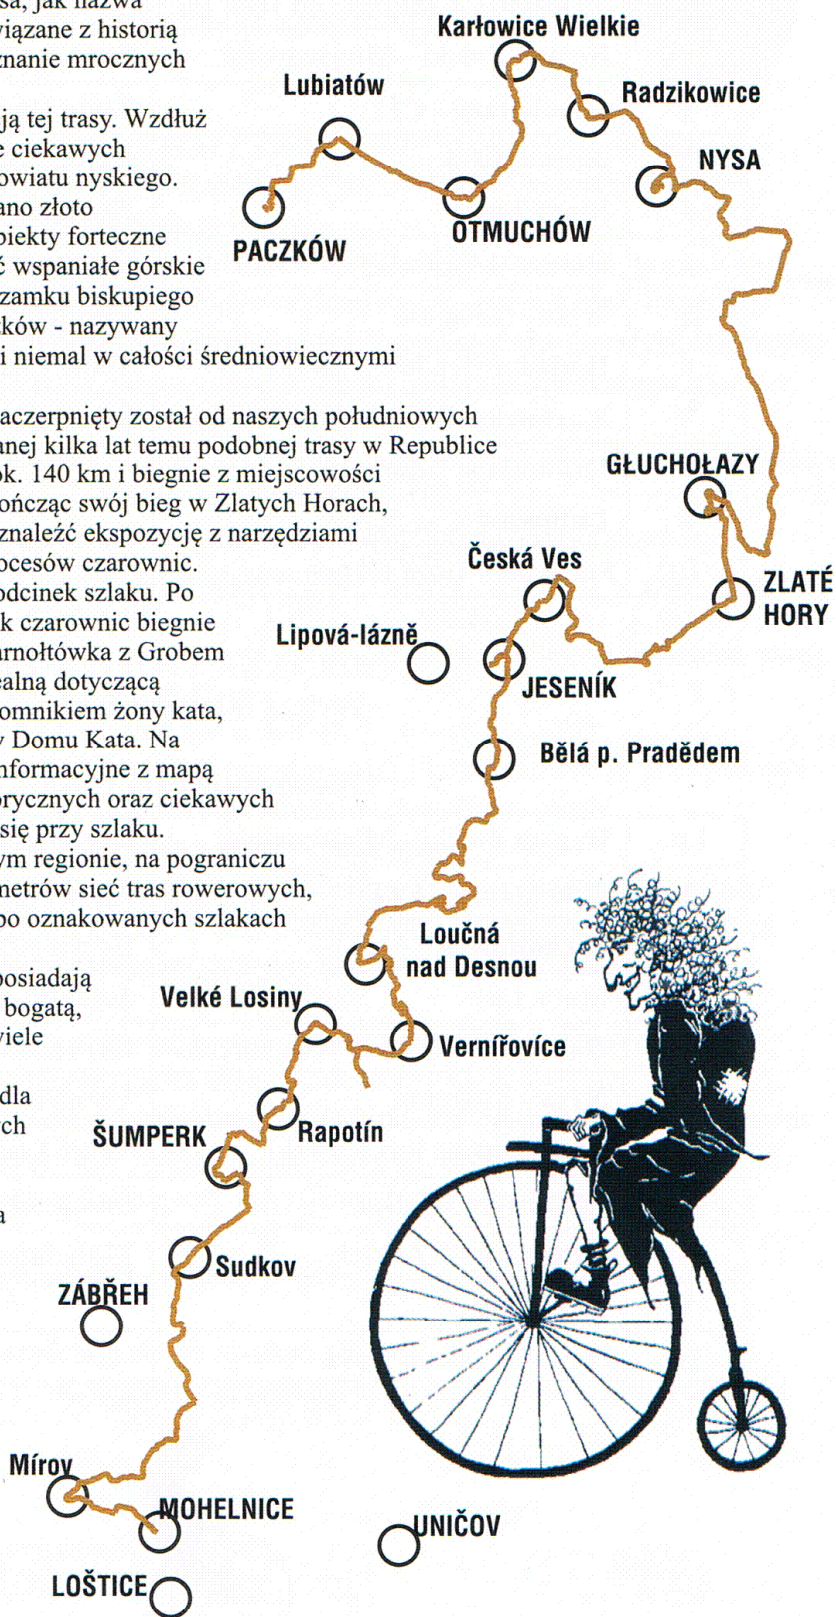 sa, jak nazwa
wiązane z historią
znanie mrocznych
ją tej trasy. Wzdłuż
e ciekawych
owiatu nyskiego.
ano złoto
biekty forteczne
ć wspaniałe górskie
zamku biskupiego
zków - nazywany
i niemal w całości średniowiecznymi
aczerpnięty został od naszych południowych
anej kilka lat temu podobnej trasy w Republice
ok. 140 km i biegnie z miejscowości
ończąc swój bieg w Zlatych Horach,
znaleźć ekspozycję z narzędziami
ocesów czarownic.
odcinek szlaku. Po
k czarownic biegnie
arnołtówka z Grobem
ealną dotyczącą
omnikiem żony kata,
y Domu Kata. Na
nformacyjne z mapą
orycznych oraz ciekawych
się przy szlaku.
ym regionie, na pograniczu
metrów sieć tras rowerowych,
po oznakowanych szlakach
posiadają
bogatą,
wiele
dla
ych
a
Karłowice Wielkie
Lubiatów
Radzikowice
NYSA
PACZKÓW
OTMUCHÓW
GŁUCHOŁAZY
Česká Ves
ZLATÉ
HORY
Lipová-lázně
JESENÍK
Bělá p. Pradědem
Loučná
nad Desnou
Velké Losiny
Vernířovíce
Rapotín
ŠUMPERK
Sudkov
ZÁBŘEH
Mírov
MOHELNICE
UNIČOV
LOŠTICE